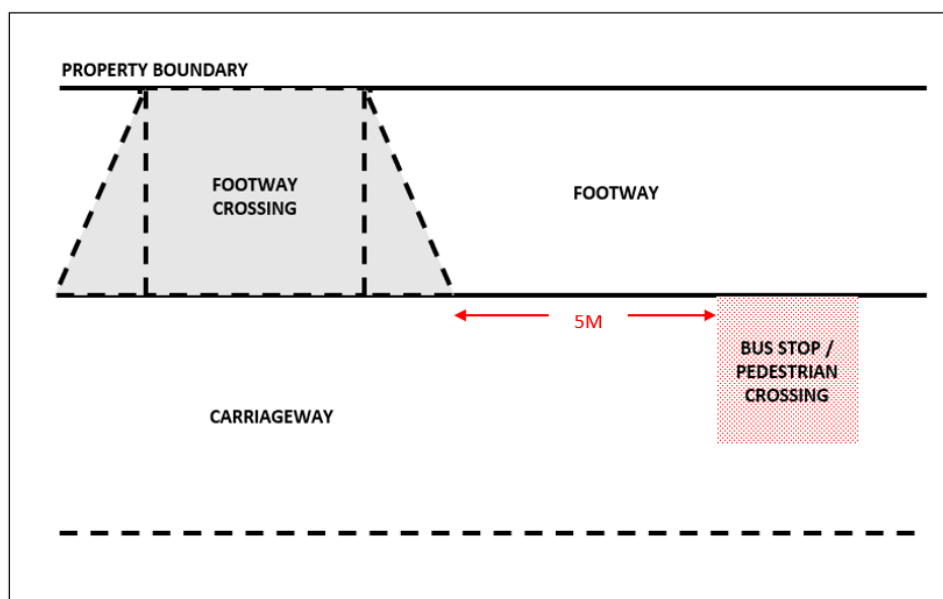 PROPERTY BOUNDARY
FOOTWAY
CROSSING
FOOTWAY
5M
BUS STOP /
PEDESTRIAN
CROSSING
CARRIAGEWAY